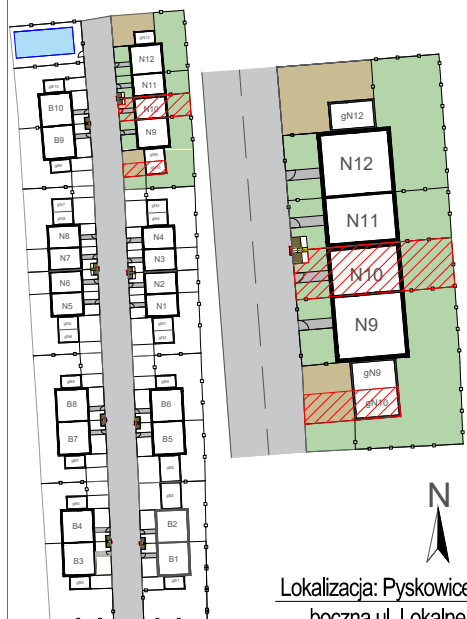 gN12
N12
N11
N10
N9
B10
B9
N8
N7
N6
N5
N4
N3
N2
N1
B8
B7
B6
B5
B4
B3
B2
B1
gN12
N12
N11
N10
N9
gN9
gN10
N
Lokalizacja: Pyskowice
boczna ul. Lokalne